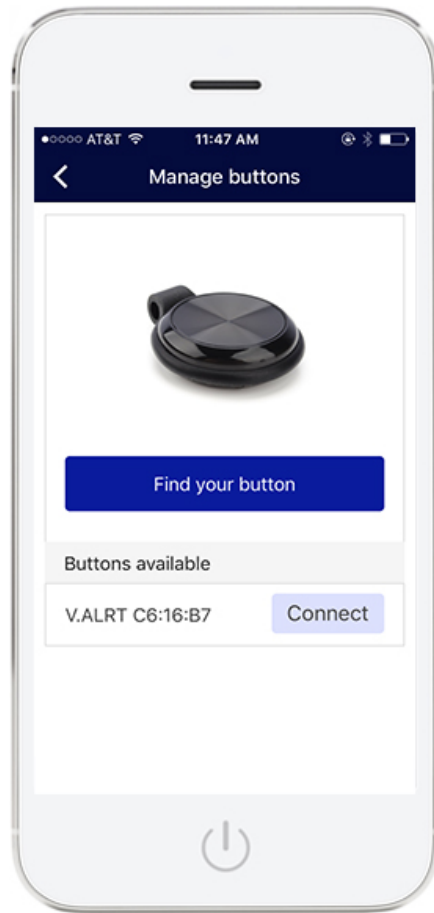 AT&T 11:47 AM
Manage buttons
Find your button
Buttons available
V.ALRT C6:16:B7 Connect